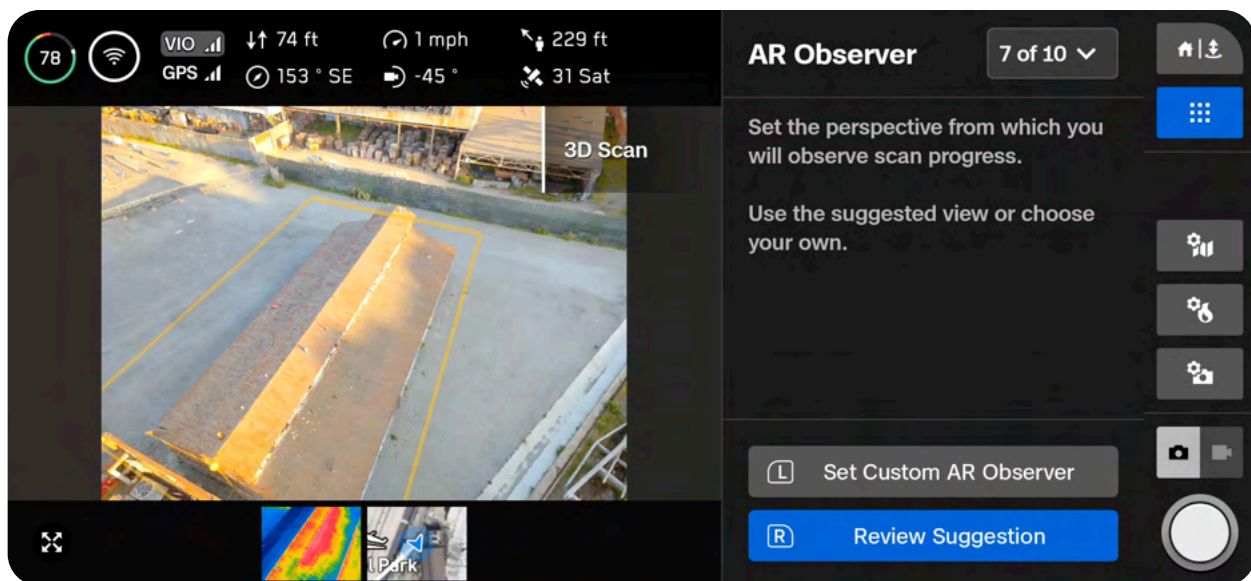 78
VIO
GPS
74 ft
153 ° SE
1 mph
-45 °
229 ft
31 Sat
3D Scan
l Park
AR Observer
7 of 10
Set the perspective from which you
will observe scan progress.
Use the suggested view or choose
your own.
L Set Custom AR Observer
R Review Suggestion